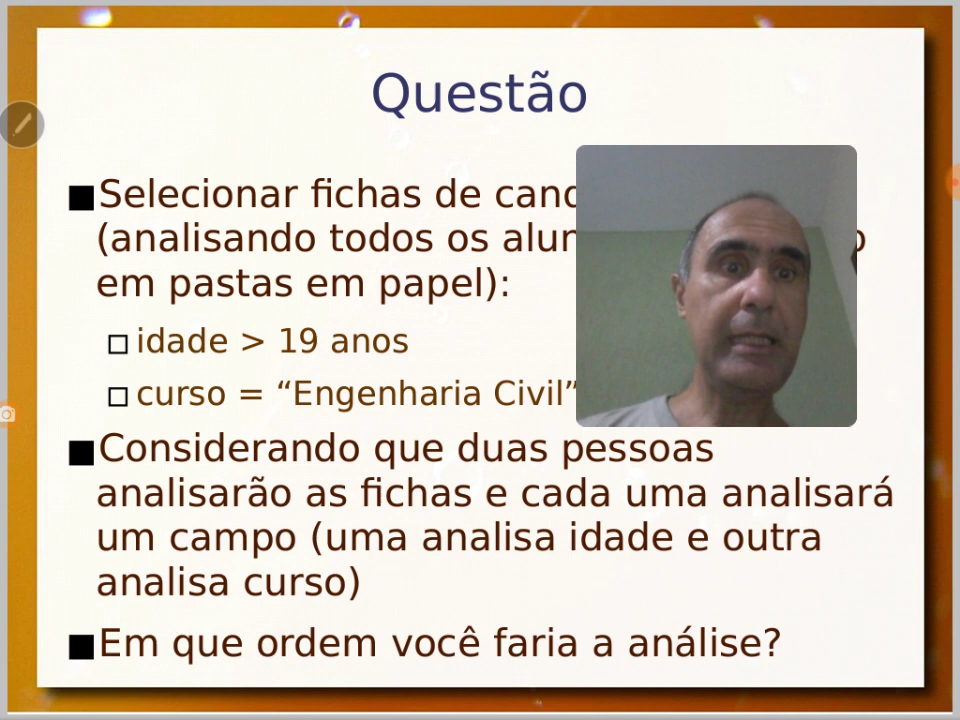 Questão
Selecionar fichas de
(analisando todos os
em pastas em papel):
idade > 19 anos
curso = “Engenharia Civil”
Considerando que duas pessoas
analisarão as fichas e cada uma analisará
um campo (uma analisa idade e outra
analisa curso)
Em que ordem você faria a análise?